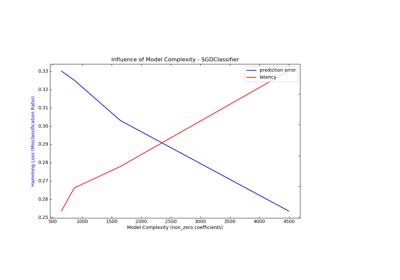 Influence of Model Complexity - SGDClassifier
prediction error
latency
0.33
0.32
0.31
0.30
0.29
0.28
0.27
0.26
0.25
Hamming Loss (Misclassification Ratio)
500 1000 1500 2000 2500 3000 3500 4000 4500
Model Complexity (non_zero coefficients)